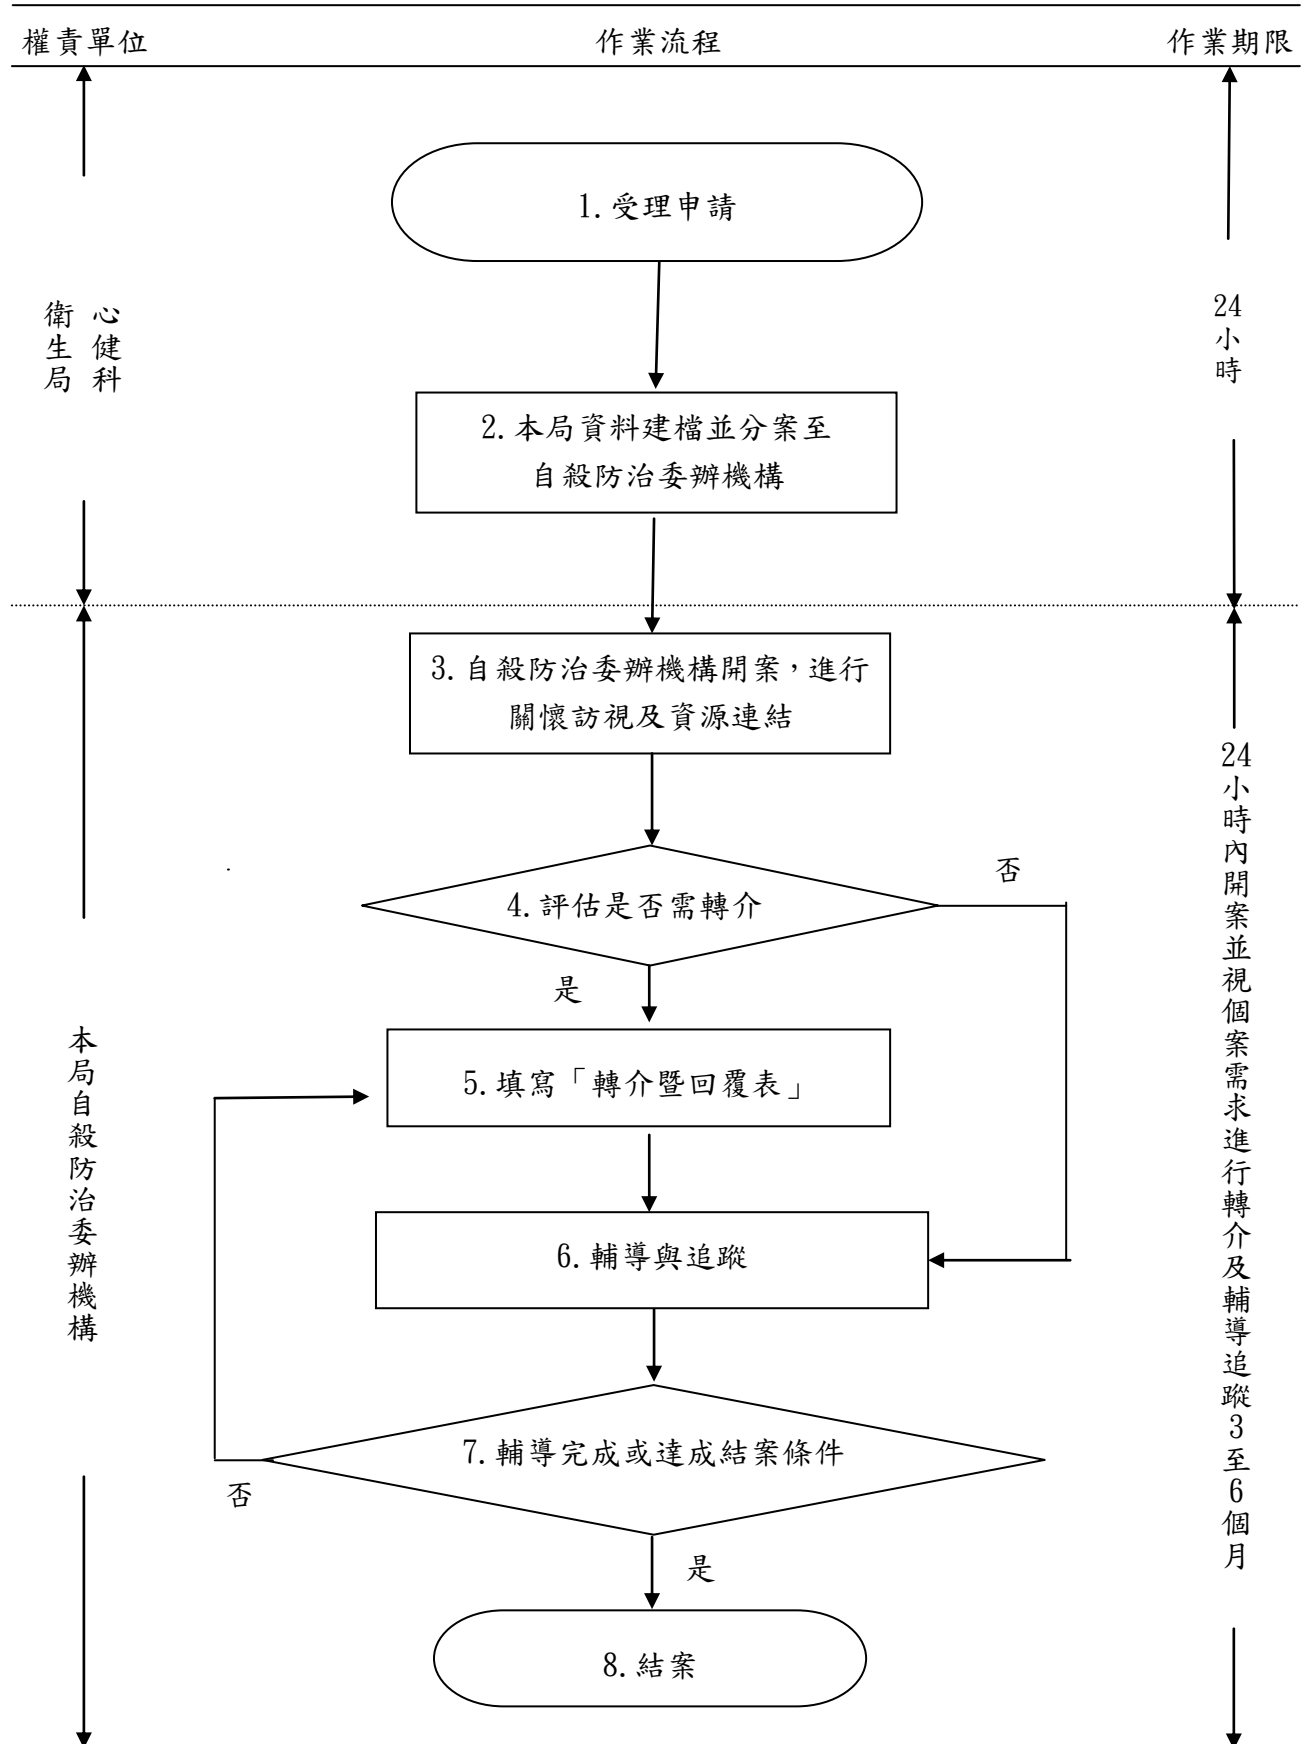 權責單位
作業流程
作業期限
1.受理申請
衛生局
心健科
24小時
2.本局資料建檔並分案至
自殺防治委辦機構
3.自殺防治委辦機構開案，進行
關懷訪視及資源連結
4.評估是否需轉介
否
是
5.填寫「轉介暨回覆表」
6.輔導與追蹤
7.輔導完成或達成結案條件
否
是
8.結案
本局自殺防治委辦機構
24小時內開案並視個案需求進行轉介及輔導追蹤3至6個月